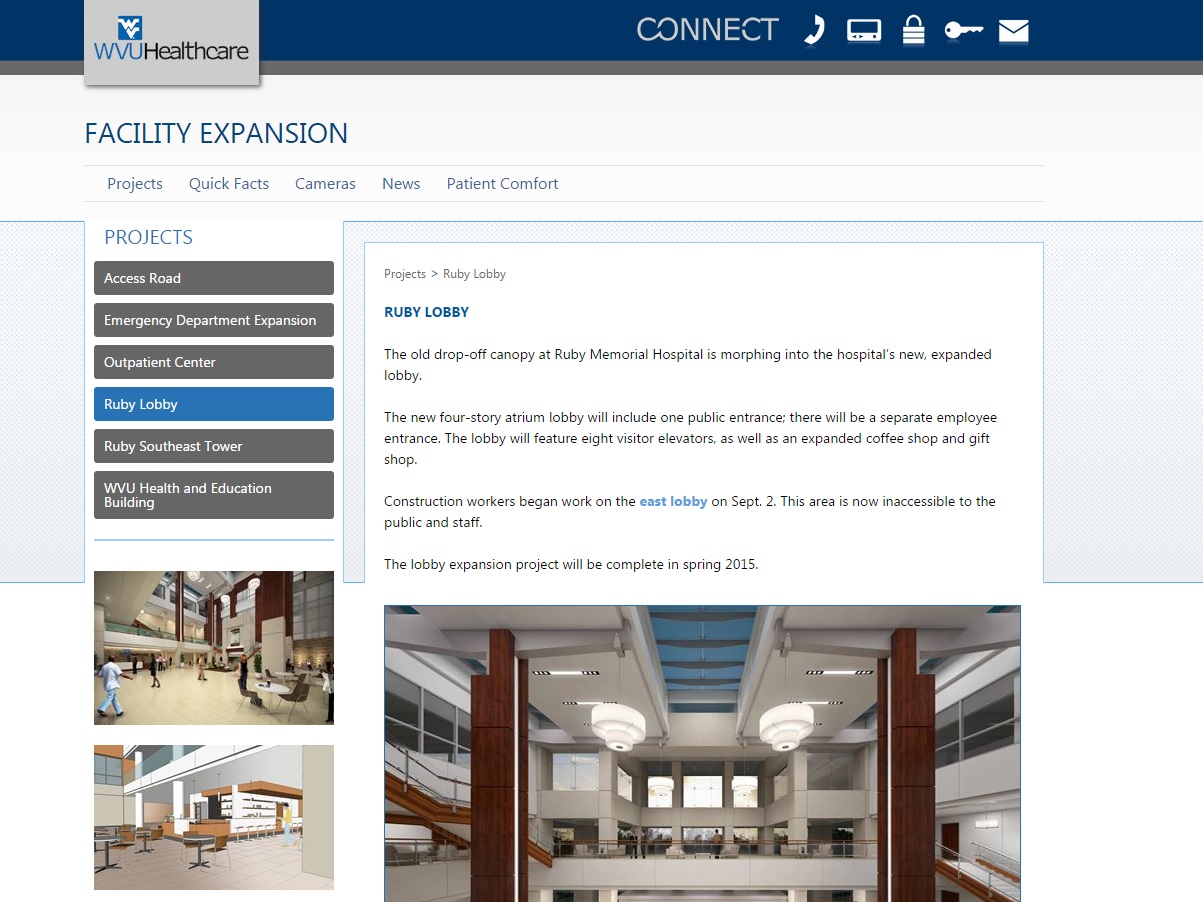 WVUHealthcare
CONNECT
FACILITY EXPANSION
Projects Quick Facts Cameras News Patient Comfort
PROJECTS
Access Road
Emergency Department Expansion
Outpatient Center
Ruby Lobby
Ruby Southeast Tower
WVU Health and Education
Building
Projects > Ruby Lobby
RUBY LOBBY
The old drop-off canopy at Ruby Memorial Hospital is morphing into the hospital’s new, expanded
lobby.
The new four-story atrium lobby will include one public entrance; there will be a separate employee
entrance. The lobby will feature eight visitor elevators, as well as an expanded coffee shop and gift
shop.
Construction workers began work on the east lobby on Sept. 2. This area is now inaccessible to the
public and staff.
The lobby expansion project will be complete in spring 2015.